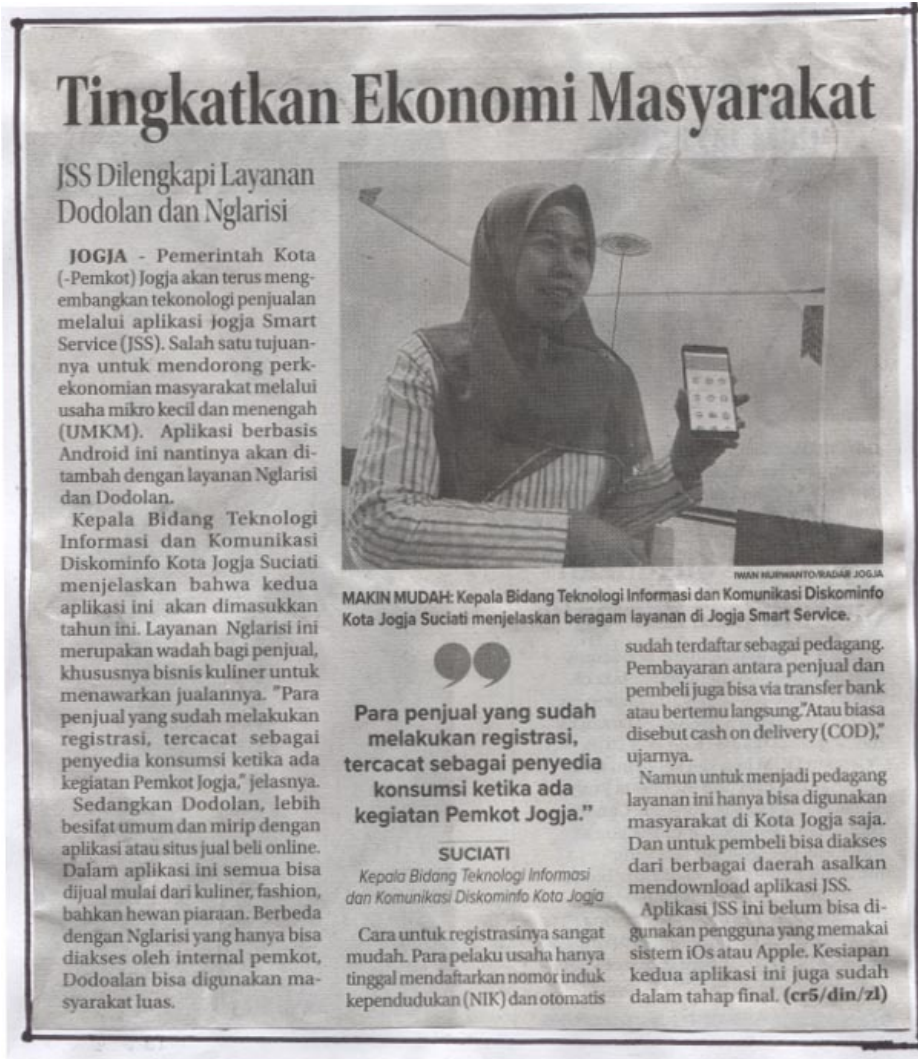 Tingkatkan Ekonomi Masyarakat
JSS Dilengkapi Layanan
Dodolan dan Nglarisi
JOGJA - Pemerintah Kota
(-Pemkot) Jogja akan terus meng-
embangkan tekonologi penjualan
melalui aplikasi Jogja Smart
Service (JSS). Salah satu tujuan-
nya untuk mendorong perk-
ekonomian masyarakat melalui
usaha mikro kecil dan menengah
(UMKM). Aplikasi berbasis
Android ini nantinya akan di-
tambah dengan layanan Nglarisi
dan Dodolan.
Kepala Bidang Teknologi
Informasi dan Komunikasi
Diskominfo Kota Jogja Suciati
menjelaskan bahwa kedua
aplikasi ini akan dimasukkan
tahun ini. Layanan Nglarisi ini
merupakan wadah bagi penjual,
khususnya bisnis kuliner untuk
menawarkan jualannya. "Para
penjual yang sudah melakukan
registrasi, tercacat sebagai
penyedia konsumsi ketika ada
kegiatan Pemkot Jogja," jelasnya.
Sedangkan Dodolan, lebih
besifat umum dan mirip dengan
aplikasi atau situs jual beli online.
Dalam aplikasi ini semua bisa
dijual mulai dari kuliner, fashion,
bahkan hewan piaraan. Berbeda
dengan Nglarisi yang hanya bisa
diakses oleh internal pemkot,
Dodoalan bisa digunakan ma-
syarakat luas.
IWAN NURWANTO/RADAR JOGJA
MAKIN MUDAH: Kepala Bidang Teknologi Informasi dan Komunikasi Diskominfo
Kota Jogja Suciati menjelaskan beragam layanan di Jogja Smart Service.
"
Para penjual yang sudah
melakukan registrasi,
tercacat sebagai penyedia
konsumsi ketika ada
kegiatan Pemkot Jogja."
SUCIATI
Kepala Bidang Teknologi Informasi
dan Komunikasi Diskominfo Kota Jogja
Cara untuk registrasinya sangat
mudah. Para pelaku usaha hanya
tinggal mendaftarkan nomor induk
kependudukan (NIK) dan otomatis
sudah terdaftar sebagai pedagang.
Pembayaran antara penjual dan
pembeli juga bisa via transfer bank
atau bertemu langsung."Atau biasa
disebut cash on delivery (COD),"
ujarnya.
Namun untuk menjadi pedagang
layanan ini hanya bisa digunakan
masyarakat di Kota Jogja saja.
Dan untuk pembeli bisa diakses
dari berbagai daerah asalkan
mendownload aplikasi JSS.
Aplikasi JSS ini belum bisa di-
gunakan pengguna yang memakai
sistem iOs atau Apple. Kesiapan
kedua aplikasi ini juga sudah
dalam tahap final. (cr5/din/zl)